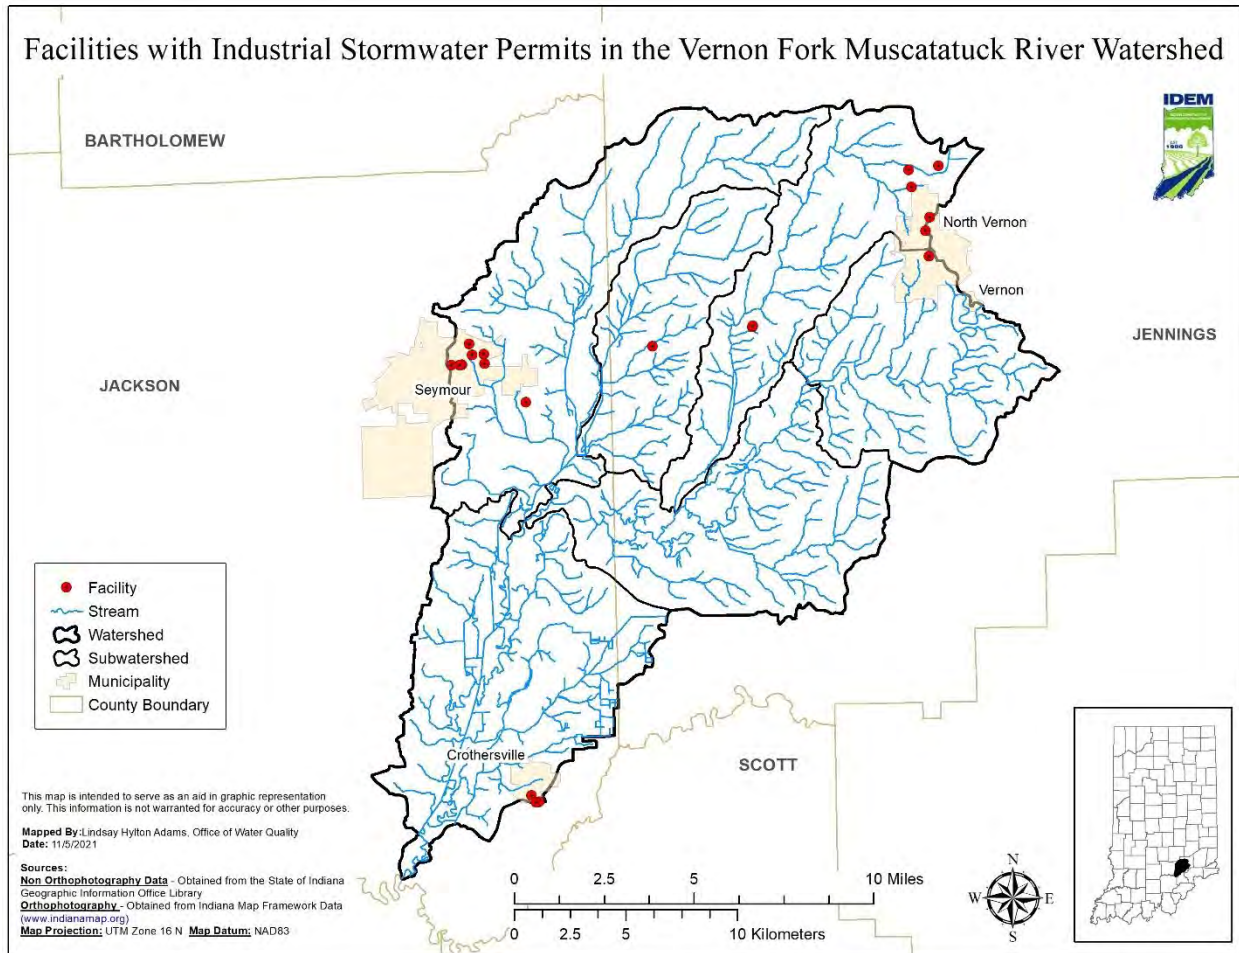 Facilities with Industrial Stormwater Permits in the Vernon Fork Muscatatuck River Watershed
IDEM
1986
BARTHOLOMEW
North Vernon
Vernon
JENNINGS
JACKSON
Seymour
Facility
Stream
Watershed
Subwatershed
Municipality
County Boundary
Crothersville
SCOTT
This map is intended to serve as an aid in graphic representation
only. This information is not warranted for accuracy or other purposes.
Mapped By:Lindsay Hylton Adams, Office of Water Quality
Date: 11/5/2021
Sources:
Non Orthophotography Data - Obtained from the State of Indiana
Geographic Information Office Library
Orthophotography - Obtained from Indiana Map Framework Data
(www.indianamap.org)
Map Projection: UTM Zone 16 N Map Datum: NAD83
0 2.5 5 10 Miles
0 2.5 5 10 Kilometers
N
W E
S